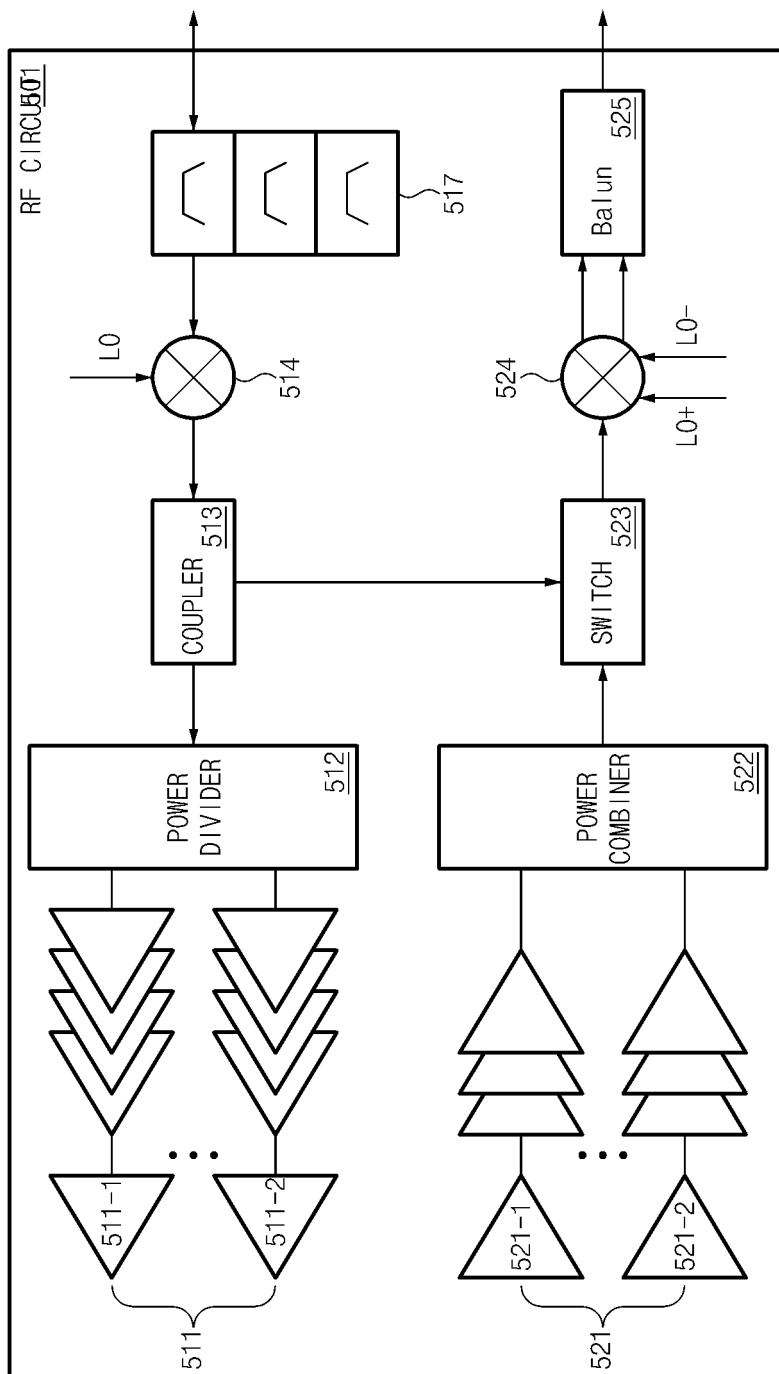 RF CIRCUIT
501
511
511-1
511-2
POWER
DIVIDER
512
COUPLER
513
LO
514
517
521
521-1
521-2
POWER
COMBINER
522
SWITCH
523
524
LO+
LO-
Balun
525